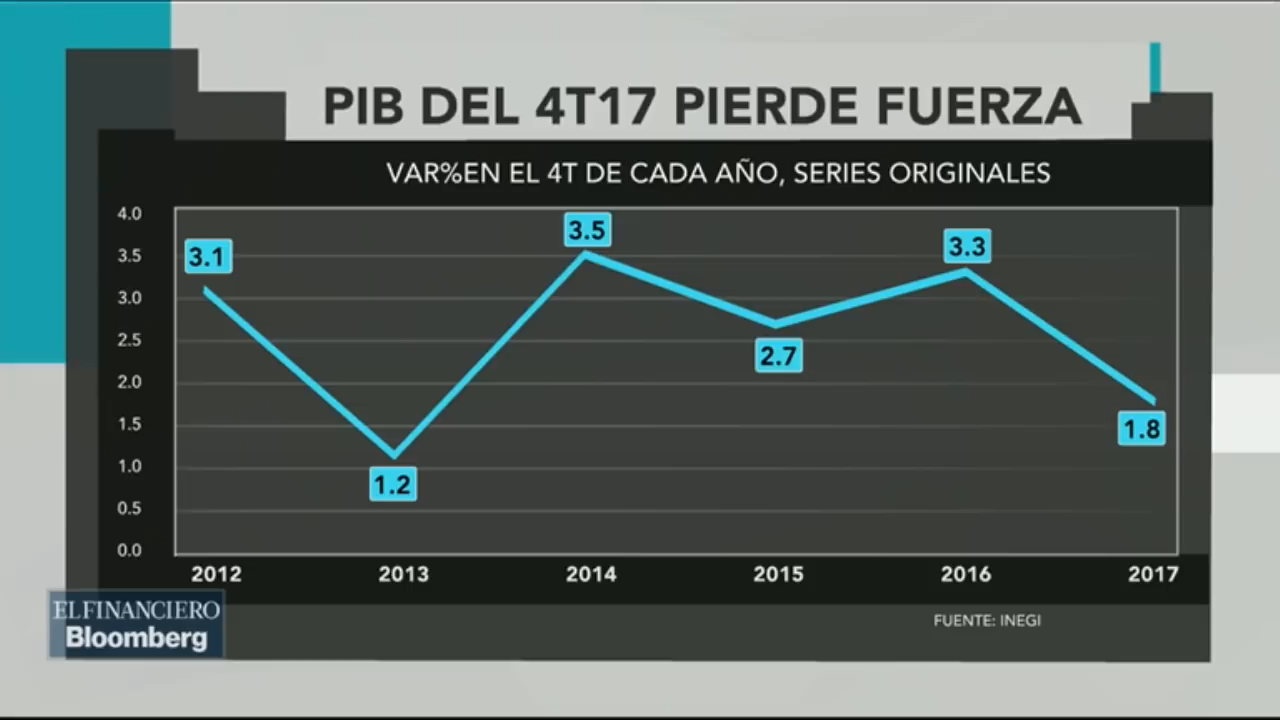 PIB DEL 4T17 PIERDE FUERZA
VAR%EN EL 4T DE CADA AÑO, SERIES ORIGINALES
4.0
3.5
3.0
2.5
2.0
1.5
1.0
0.5
0.0
3.1
1.2
3.5
2.7
3.3
1.8
2012 2013 2014 2015 2016 2017
FUENTE: INEGI
EL FINANCIERO
Bloomberg